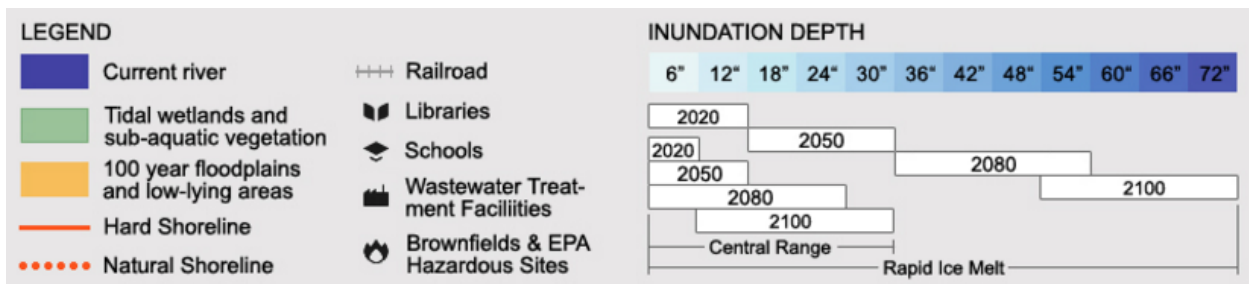 LEGEND
Current river
Tidal wetlands and
sub-aquatic vegetation
100 year floodplains
and low-lying areas
Hard Shoreline
Natural Shoreline
Railroad
Libraries
Schools
Wastewater Treat-
ment Faciliities
Brownfields & EPA
Hazardous Sites
INUNDATION DEPTH
6” 12“ 18” 24“ 30” 36“ 42” 48“ 54” 60“ 66” 72”
2020
2050
2020
2080
2050
2100
2080
2100
Central Range
Rapid Ice Melt